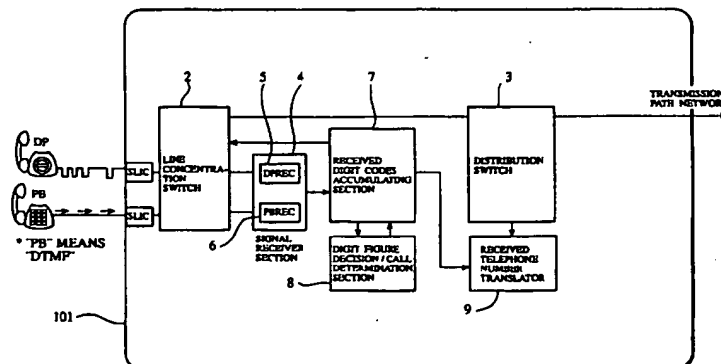 2
5
4
7
3
TRANSMISSION
PATH NETWORK
DP
SLIC
LINE
CONCENTRA-
TION
SWITCH
DPREC
RECEIVED
DIGIT CODES
ACCUMULATING
SECTION
DISTRIBUTION
SWITCH
PB
SLIC
PBREC
* "PB" MEANS
"DTMF"
6
SIGNAL
RECEIVER
SECTION
8
DIGIT FIGURE
DECISION / CALL
DETERMINATION
SECTION
RECEIVED
TELEPHONE
NUMBER
TRANSLATOR
9
101